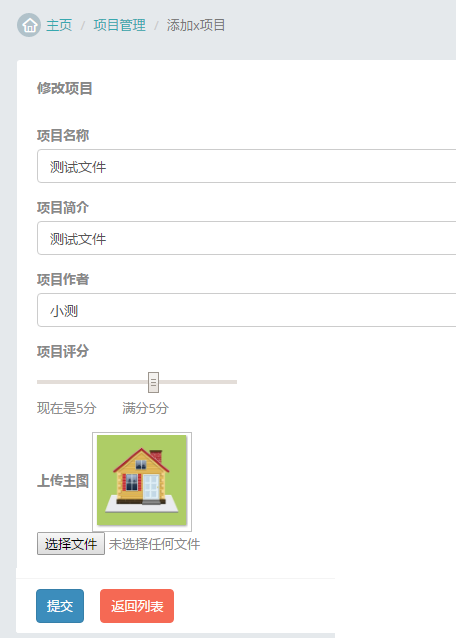 主页 / 项目管理 / 添加x项目
修改项目
项目名称
测试文件
项目简介
测试文件
项目作者
小测
项目评分
现在是5分 满分5分
上传主图
选择文件 未选择任何文件
提交 返回列表